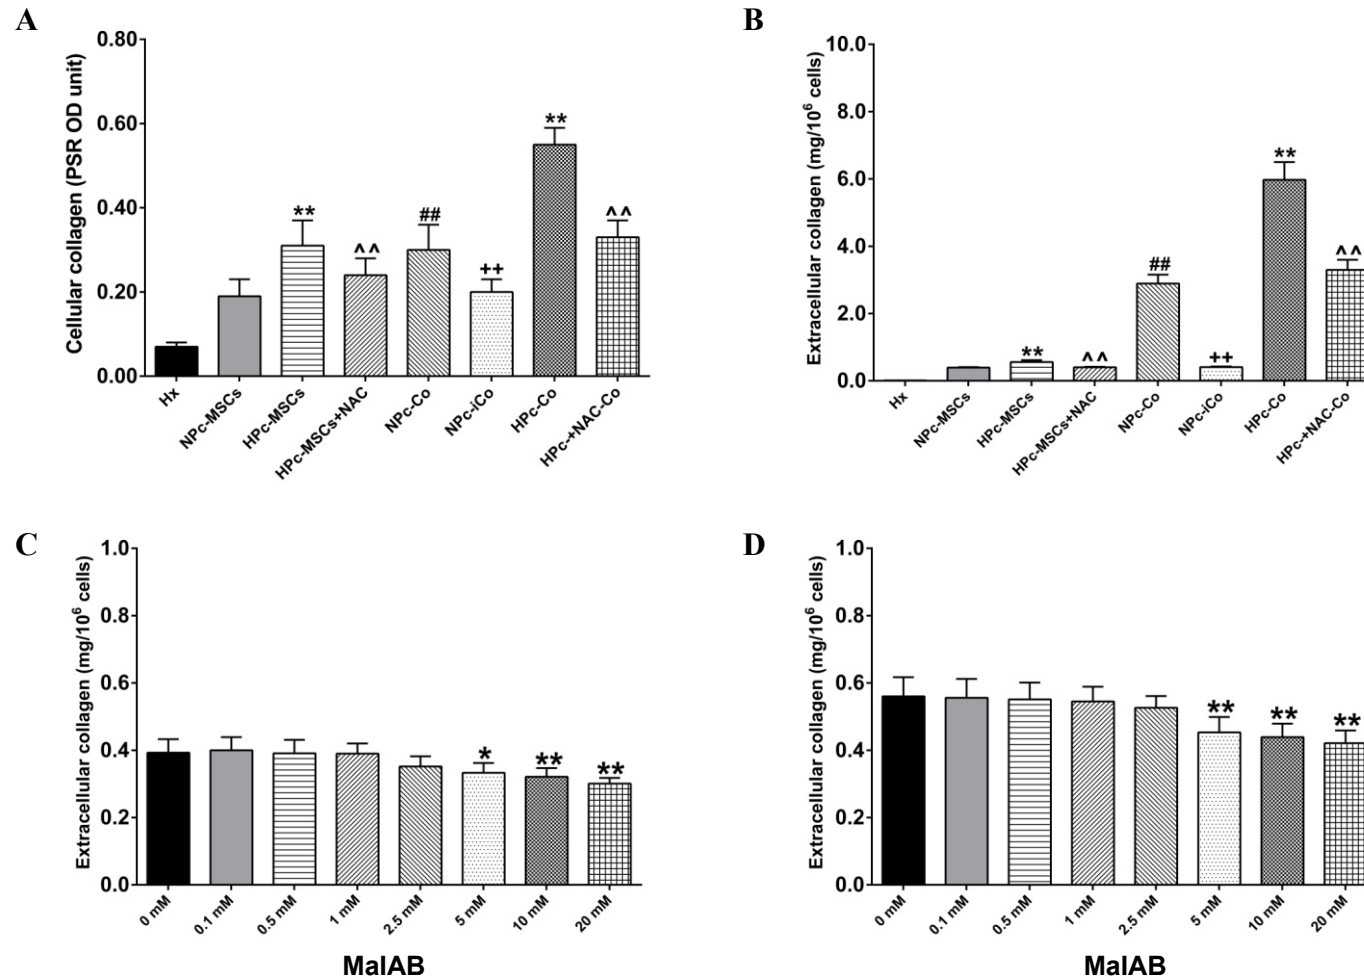 A
Cellular collagen (PSR OD unit)
0.80
0.60
0.40
0.20
0.00
**
^^
##
++
**
^^
Hx
NPc-MSCs
HPc-MSCs
HPc-MSCs+NAC
NPc-Co
NPc-iCo
HPc-Co
HPc-+NAC-Co
B
Extracellular collagen (mg/10⁶ cells)
10.0
8.0
6.0
4.0
2.0
0.0
**
^^
##
++
**
^^
Hx
NPc-MSCs
HPc-MSCs
HPc-MSCs+NAC
NPc-Co
NPc-iCo
HPc-Co
HPc-+NAC-Co
C
Extracellular collagen (mg/10⁶ cells)
1.0
0.8
0.6
0.4
0.2
0.0
*
**
**
0 mM
0.1 mM
0.5 mM
1 mM
2.5 mM
5 mM
10 mM
20 mM
MalAB
D
Extracellular collagen (mg/10⁶ cells)
1.0
0.8
0.6
0.4
0.2
0.0
**
**
**
0 mM
0.1 mM
0.5 mM
1 mM
2.5 mM
5 mM
10 mM
20 mM
MalAB